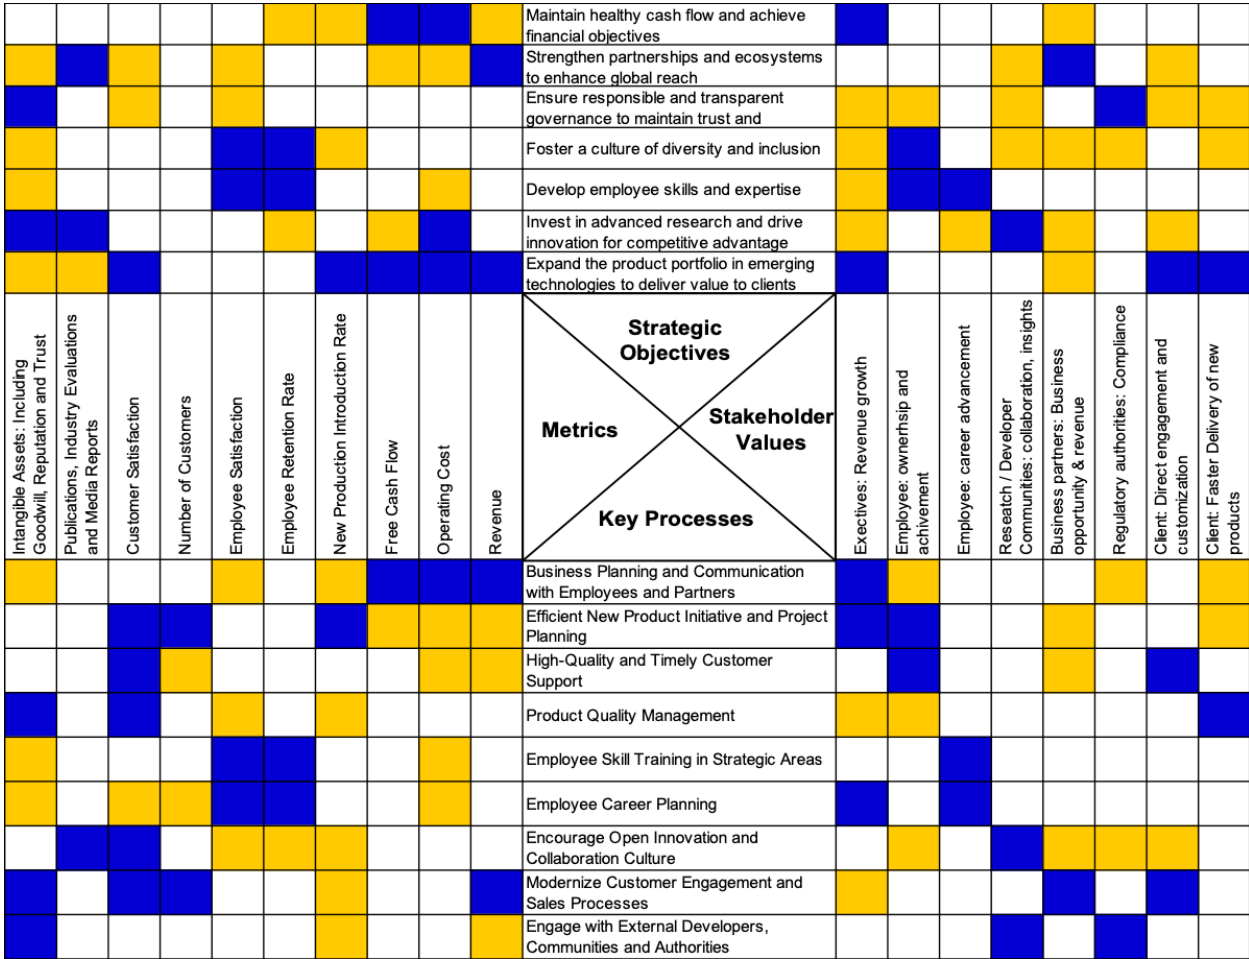 Maintain healthy cash flow and achieve
financial objectives
Strengthen partnerships and ecosystems
to enhance global reach
Ensure responsible and transparent
governance to maintain trust and
Foster a culture of diversity and inclusion
Develop employee skills and expertise
Invest in advanced research and drive
innovation for competitive advantage
Expand the product portfolio in emerging
technologies to deliver value to clients
Intangible Assets: Including
Goodwill, Reputation and Trust
Publications, Industry Evaluations
and Media Reports
Customer Satisfaction
Number of Customers
Employee Satisfaction
Employee Retention Rate
New Production Introduction Rate
Free Cash Flow
Operating Cost
Revenue
Strategic
Objectives
Metrics
Stakeholder
Values
Key Processes
Exectives: Revenue growth
Employee: ownerhsip and
achivement
Employee: career advancement
Research / Developer
Communities: collaboration, insights
Business partners: Business
opportunity & revenue
Regulatory authorities: Compliance
Client: Direct engagement and
customization
Client: Faster Delivery of new
products
Business Planning and Communication
with Employees and Partners
Efficient New Product Initiative and Project
Planning
High-Quality and Timely Customer
Support
Product Quality Management
Employee Skill Training in Strategic Areas
Employee Career Planning
Encourage Open Innovation and
Collaboration Culture
Modernize Customer Engagement and
Sales Processes
Engage with External Developers,
Communities and Authorities